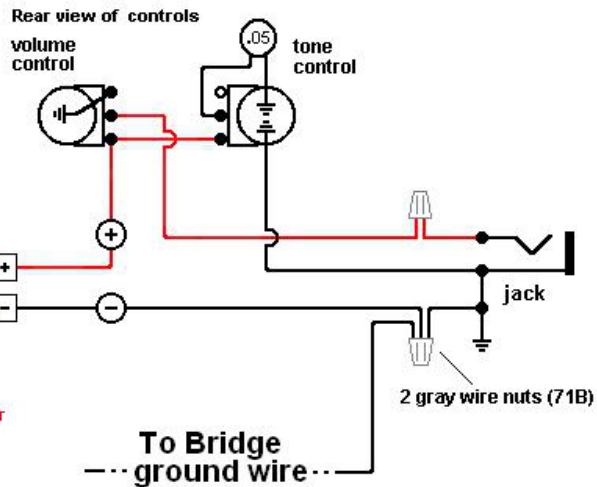 Rear view of controls
volume
control
.05
tone
control
+
+
-
-
jack
2 gray wire nuts (71B)
To Bridge
ground wire